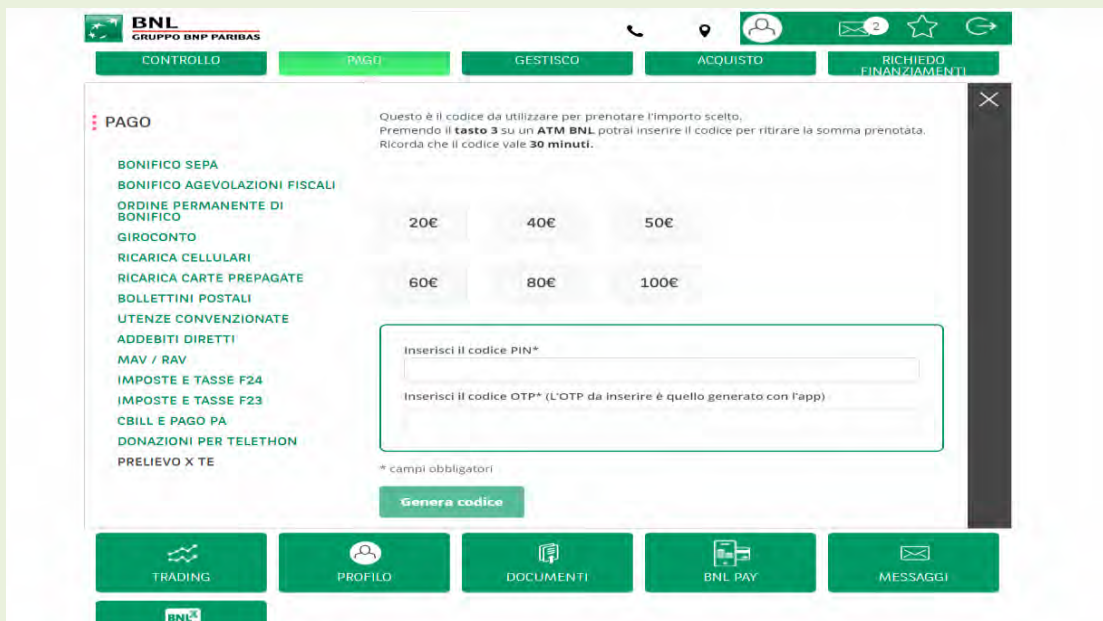 BNL
GRUPPO BNP PARIBAS
2
CONTROLLO
PAGO
GESTISCO
ACQUISTO
RICHIEDO
FINANZIAMENTI
PAGO
BONIFICO SEPA
BONIFICO AGEVOLAZIONI FISCALI
ORDINE PERMANENTE DI
BONIFICO
GIROCONTO
RICARICA CELLULARI
RICARICA CARTE PREPAGATE
BOLLETTINI POSTALI
UTENZE CONVENZIONATE
ADDEBITI DIRETTI
MAV / RAV
IMPOSTE E TASSE F24
IMPOSTE E TASSE F23
CBILL E PAGO PA
DONAZIONI PER TELETHON
PRELIEVO X TE
Questo è il codice da utilizzare per prenotare l'importo scelto.
Premendo il tasto 3 su un ATM BNL potrai inserire il codice per ritirare la somma prenotata.
Ricorda che il codice vale 30 minuti.
20€ 40€ 50€
60€ 80€ 100€
Inserisci il codice PIN*
Inserisci il codice OTP* (L'OTP da inserire è quello generato con l'app)
* campi obbligatori
Genera codice
TRADING
PROFILO
DOCUMENTI
BNL PAY
MESSAGGI
BNL X